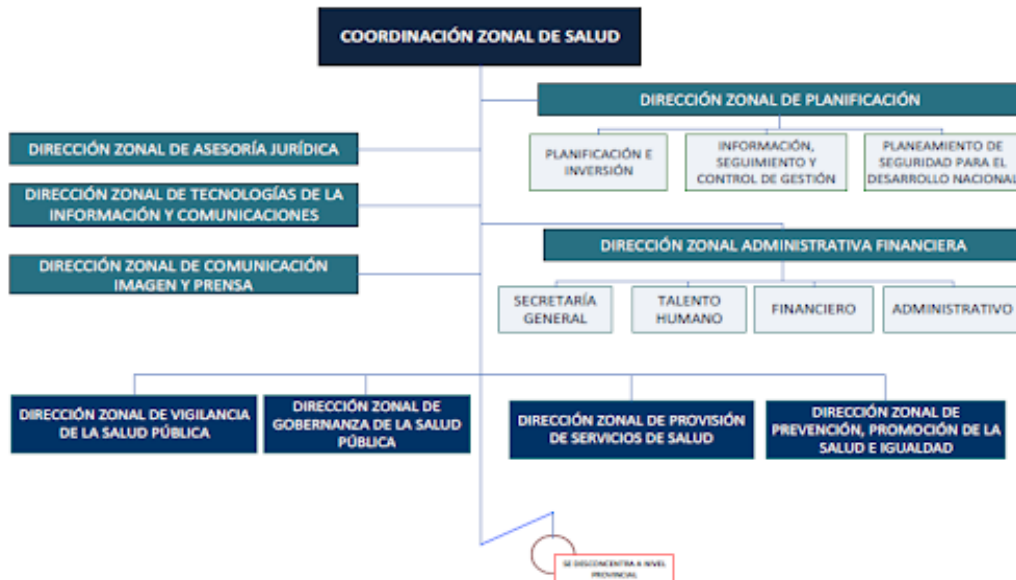 COORDINACIÓN ZONAL DE SALUD
DIRECCIÓN ZONAL DE PLANIFICACIÓN
PLANIFICACIÓN E
INVERSIÓN
INFORMACIÓN,
SEGUIMIENTO Y
CONTROL DE GESTIÓN
PLANEAMIENTO DE
SEGURIDAD PARA EL
DESARROLLO NACIONAL
DIRECCIÓN ZONAL DE ASESORÍA JURÍDICA
DIRECCIÓN ZONAL DE TECNOLOGÍAS DE LA
INFORMACIÓN Y COMUNICACIONES
DIRECCIÓN ZONAL DE COMUNICACIÓN
IMAGEN Y PRENSA
DIRECCIÓN ZONAL ADMINISTRATIVA FINANCIERA
SECRETARÍA
GENERAL
TALENTO
HUMANO
FINANCIERO
ADMINISTRATIVO
DIRECCIÓN ZONAL DE VIGILANCIA
DE LA SALUD PÚBLICA
DIRECCIÓN ZONAL DE
GOBERNANZA DE LA SALUD
PÚBLICA
DIRECCIÓN ZONAL DE PROVISIÓN
DE SERVICIOS DE SALUD
DIRECCIÓN ZONAL DE
PREVENCIÓN, PROMOCIÓN DE LA
SALUD E IGUALDAD
SE DESCONCENTRA A NIVEL
PROVINCIAL